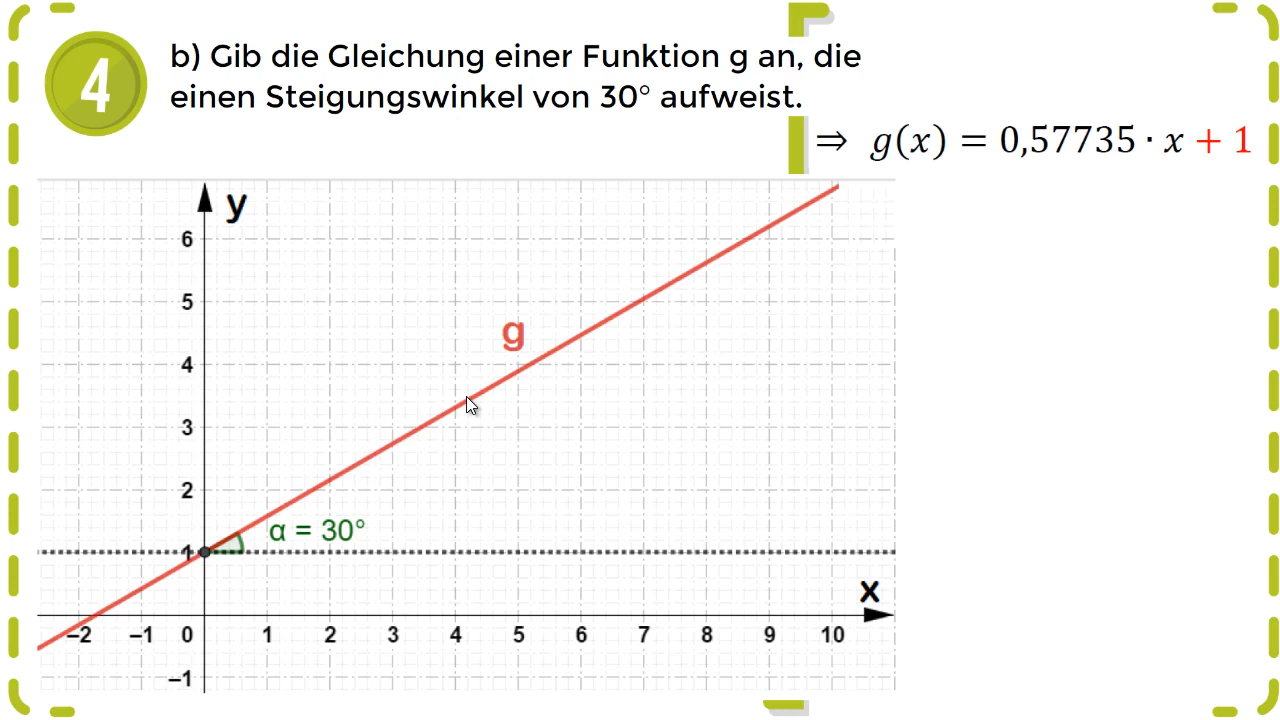 4
b) Gib die Gleichung einer Funktion g an, die
einen Steigungswinkel von 30° aufweist.
⇒ g(x) = 0,57735 · x + 1
y
6
5
g
4
3
2
α = 30°
1
x
−2 −1 0 1 2 3 4 5 6 7 8 9 10
−1